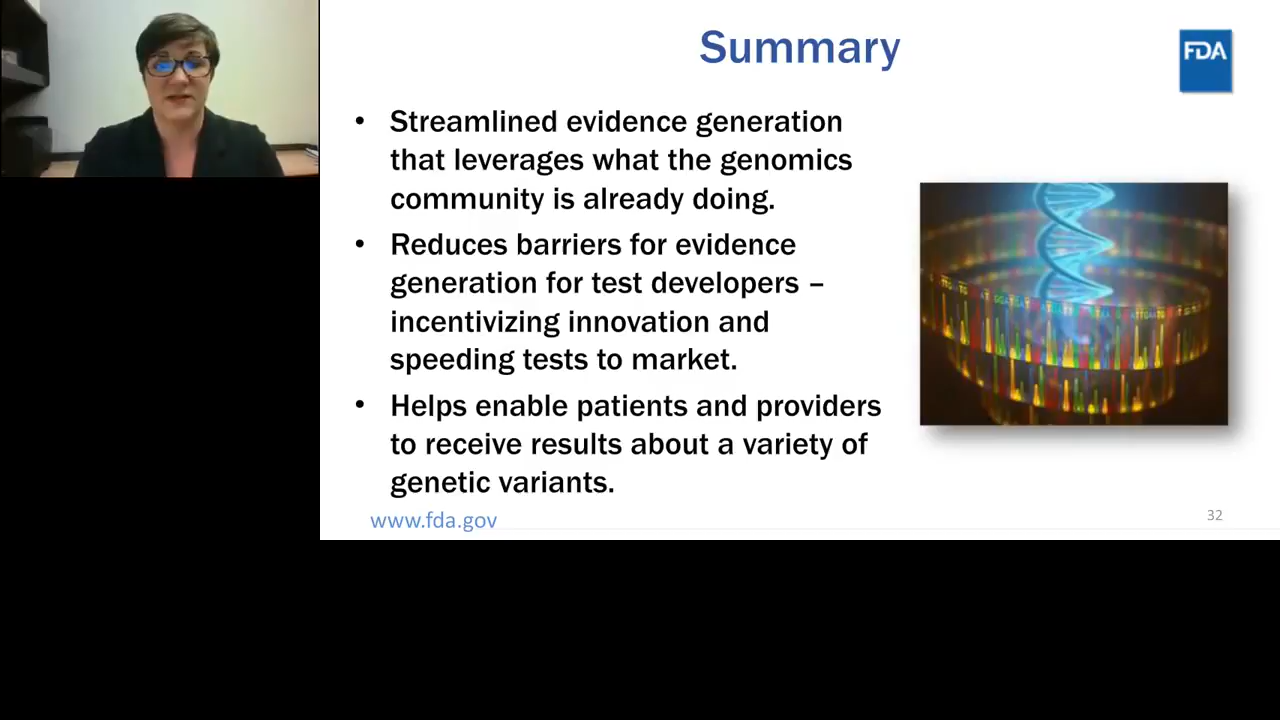 Summary
FDA
• Streamlined evidence generation
that leverages what the genomics
community is already doing.
• Reduces barriers for evidence
generation for test developers –
incentivizing innovation and
speeding tests to market.
• Helps enable patients and providers
to receive results about a variety of
genetic variants.
www.fda.gov
32